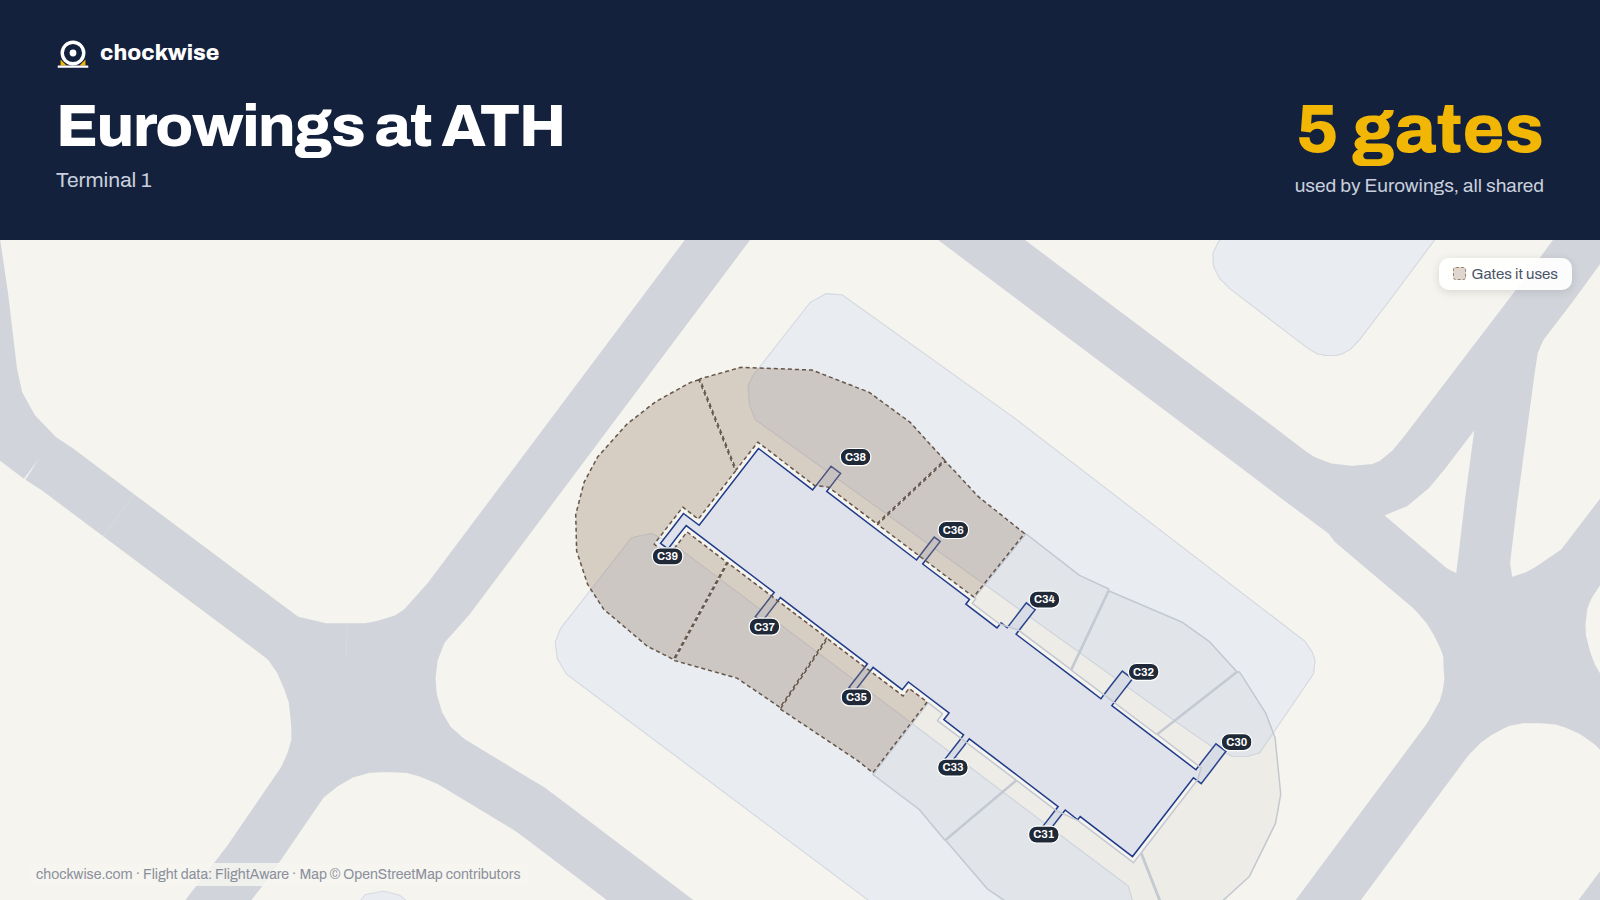 chockwise
Eurowings at ATH
Terminal 1
5 gates
used by Eurowings, all shared
Gates it uses
C38
C36
C39
C34
C37
C32
C35
C30
C33
C31
chockwise.com · Flight data: FlightAware · Map © OpenStreetMap contributors